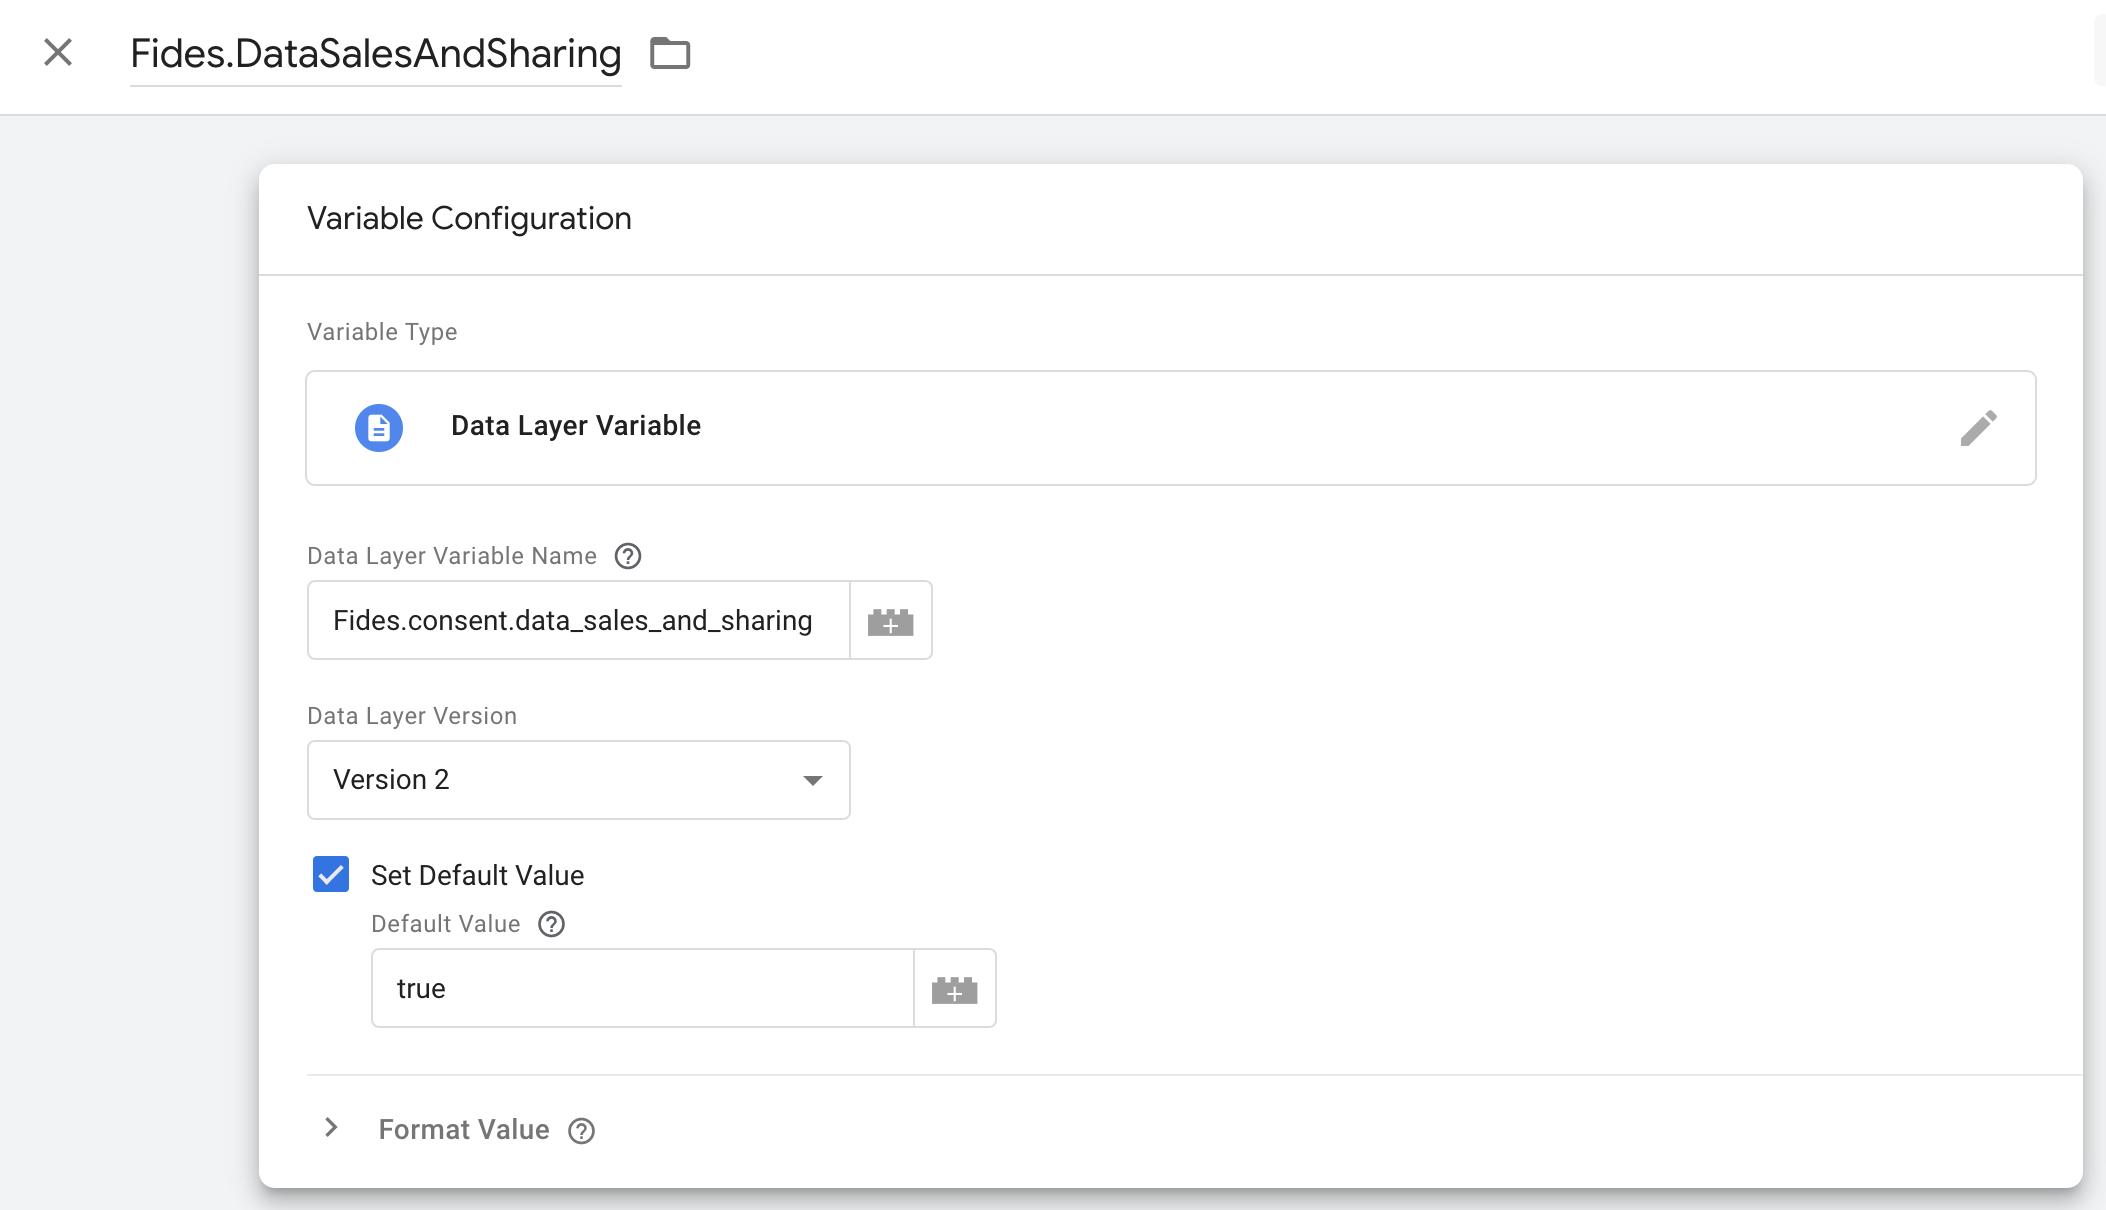 Fides.DataSalesAndSharing
Variable Configuration
Variable Type
Data Layer Variable
Data Layer Variable Name
Fides.consent.data_sales_and_sharing
Data Layer Version
Version 2
Set Default Value
Default Value
true
Format Value